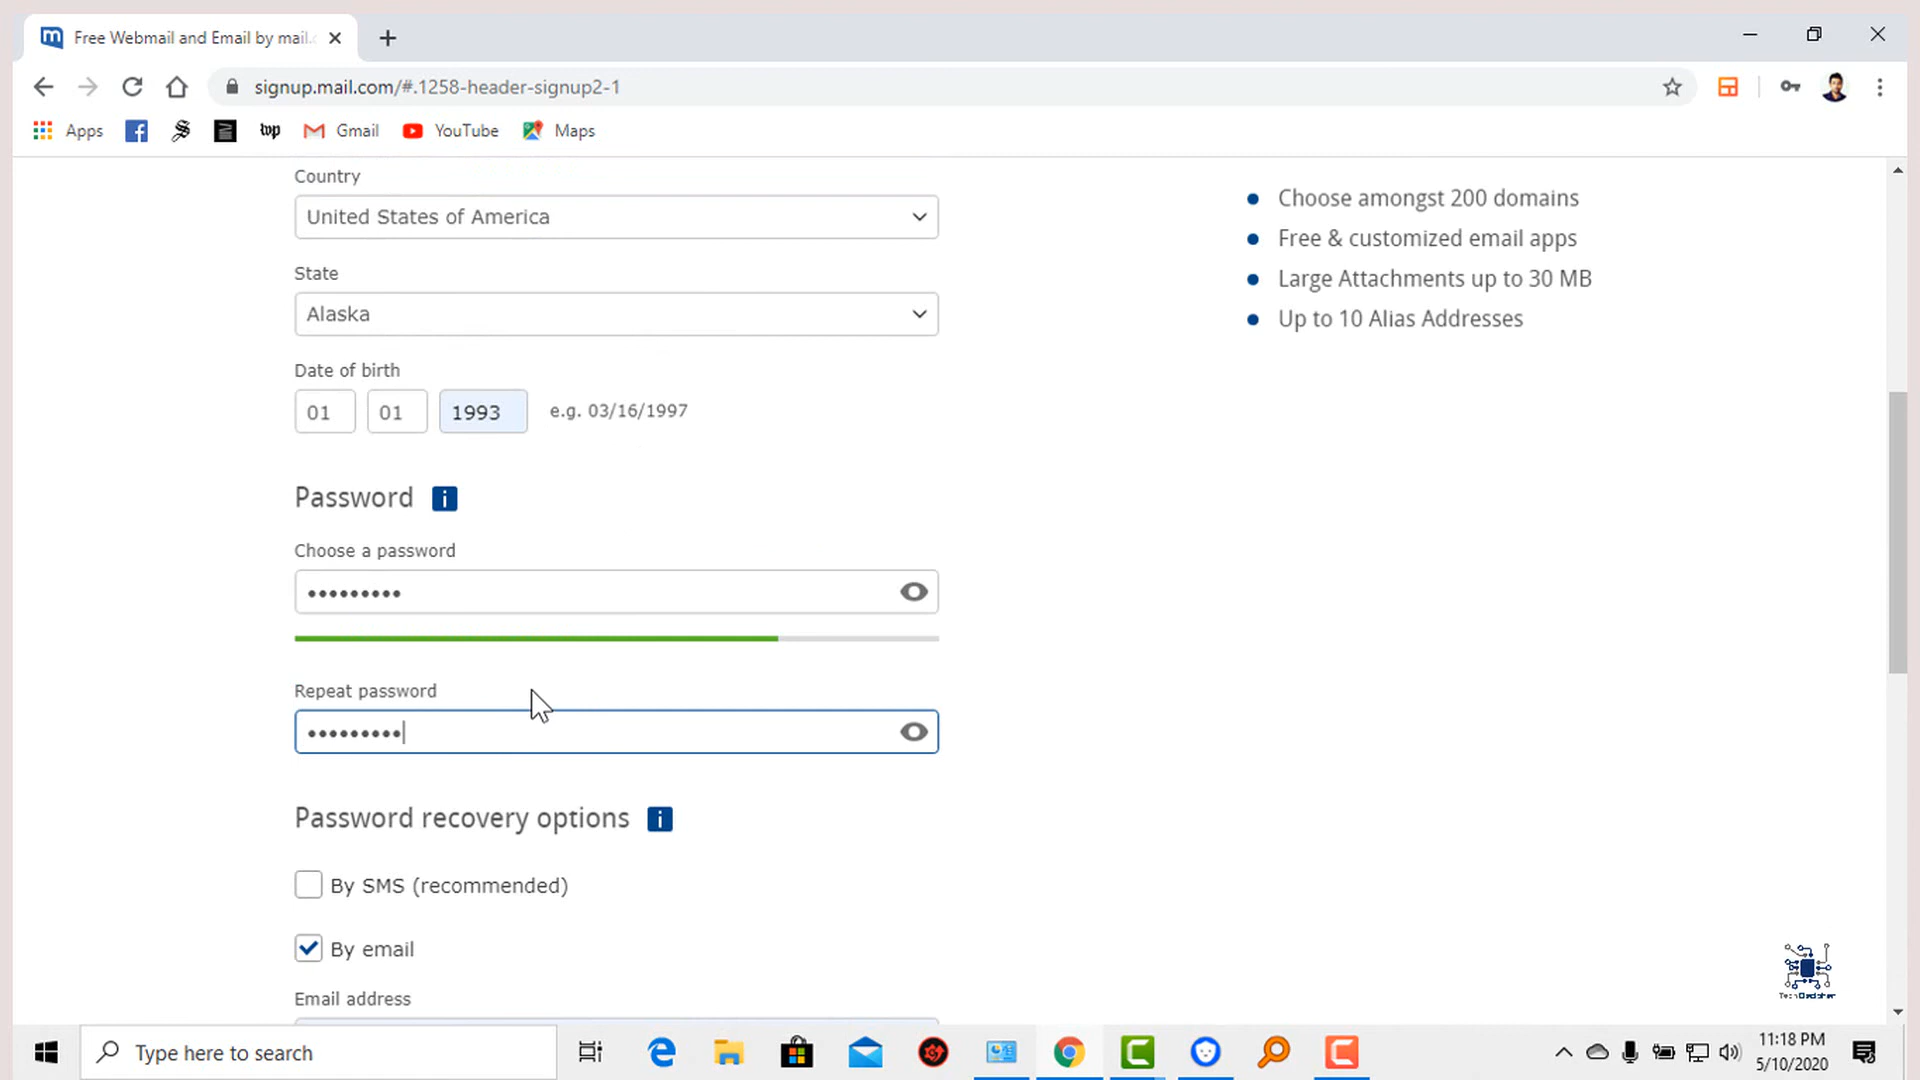 Free Webmail and Email by mail.
signup.mail.com/#.1258-header-signup2-1
Apps
Gmail
YouTube
Maps
Country
United States of America
State
Alaska
Date of birth
01 01 1993 e.g. 03/16/1997
Password i
Choose a password
•••••••••
Repeat password
•••••••••
Password recovery options i
By SMS (recommended)
By email
Email address
Choose amongst 200 domains
Free & customized email apps
Large Attachments up to 30 MB
Up to 10 Alias Addresses
Type here to search
11:18 PM
5/10/2020